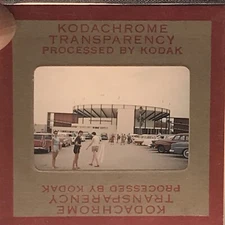 KODACHROME
TRANSPARENCY
PROCESSED BY KODAK
KODACHROME
TRANSPARENCY
PROCESSED BY KODAK